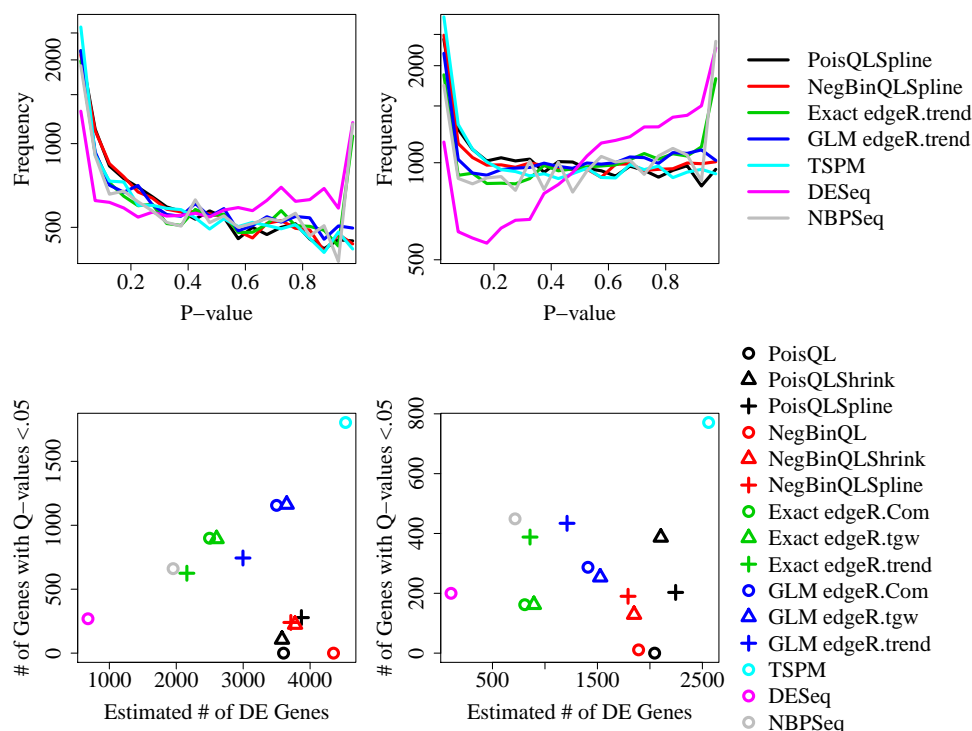 Frequency
500
1000
2000
0.2
0.4
0.6
0.8
P−value
Frequency
500
1000
2000
0.2
0.4
0.6
0.8
P−value
PoisQLSpline
NegBinQLSpline
Exact edgeR.trend
GLM edgeR.trend
TSPM
DESeq
NBPSeq
# of Genes with Q−values <.05
0
500
1000
1500
1000
2000
3000
4000
Estimated # of DE Genes
# of Genes with Q−values <.05
0
200
400
600
800
500
1500
2500
Estimated # of DE Genes
PoisQL
PoisQLShrink
PoisQLSpline
NegBinQL
NegBinQLShrink
NegBinQLSpline
Exact edgeR.Com
Exact edgeR.tgw
Exact edgeR.trend
GLM edgeR.Com
GLM edgeR.tgw
GLM edgeR.trend
TSPM
DESeq
NBPSeq